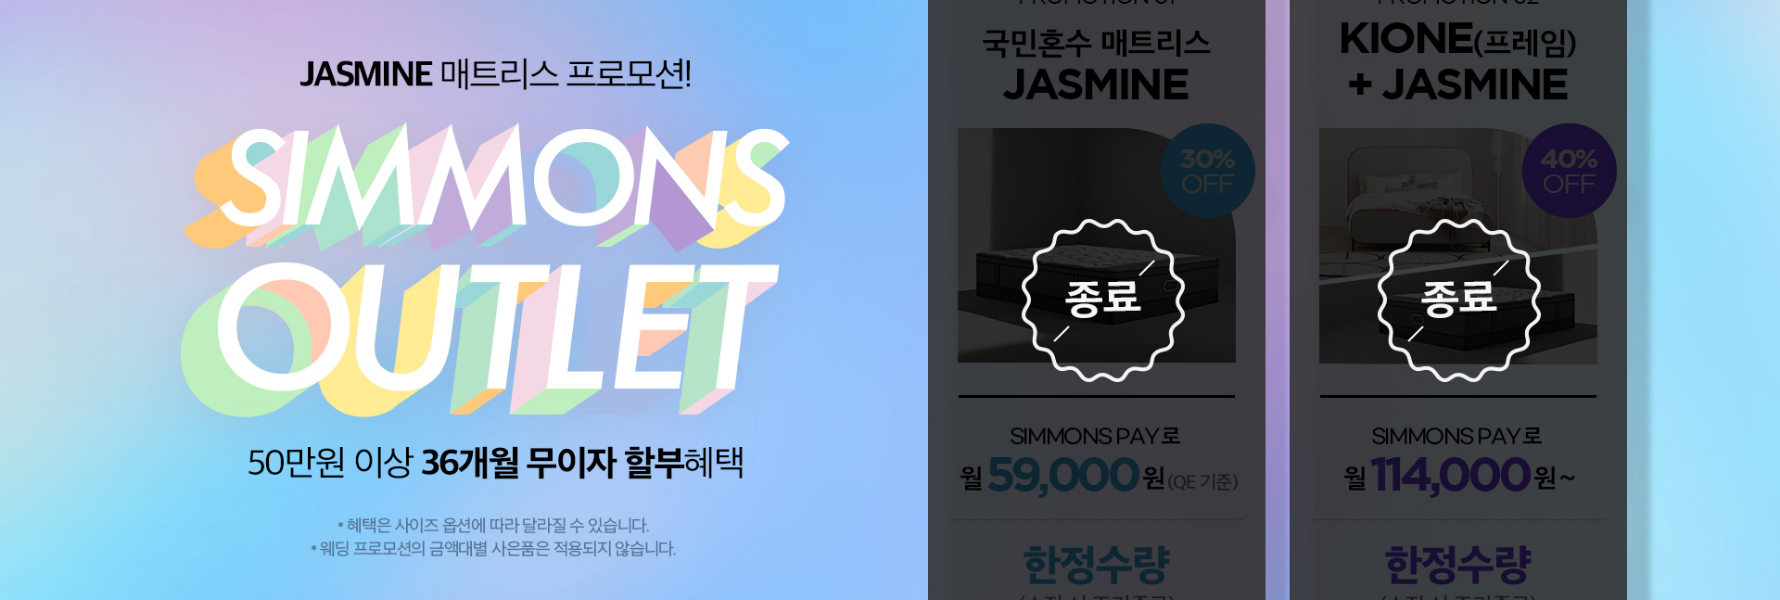 JASMINE 매트리스 프로모션!
SIMMONS
OUTLET
50만원 이상 36개월 무이자 할부혜택
* 혜택은 사이즈 옵션에 따라 달라질 수 있습니다.
* 웨딩 프로모션의 금액대별 사은품은 적용되지 않습니다.
PROMOTION 01
국민혼수 매트리스
JASMINE
30%
OFF
종료
SIMMONS PAY로
월 59,000원(QE 기준)
한정수량
PROMOTION 02
KIONE(프레임)
+ JASMINE
40%
OFF
종료
SIMMONS PAY로
월 114,000원~
한정수량